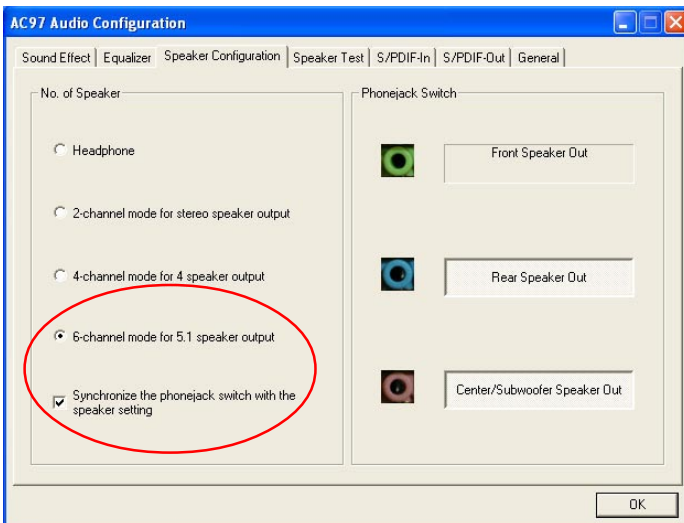 AC97 Audio Configuration
Sound Effect Equalizer Speaker Configuration Speaker Test S/PDIF-In S/PDIF-Out General
No. of Speaker
Headphone
2-channel mode for stereo speaker output
4-channel mode for 4 speaker output
6-channel mode for 5.1 speaker output
Synchronize the phonejack switch with the
speaker setting
Phonejack Switch
Front Speaker Out
Rear Speaker Out
Center/Subwoofer Speaker Out
OK